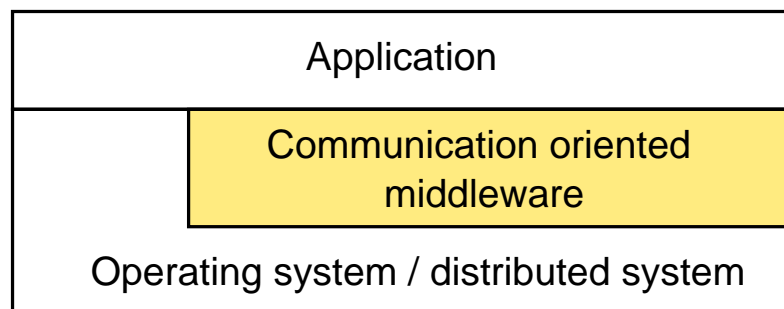 Application
Communication oriented
middleware
Operating system / distributed system